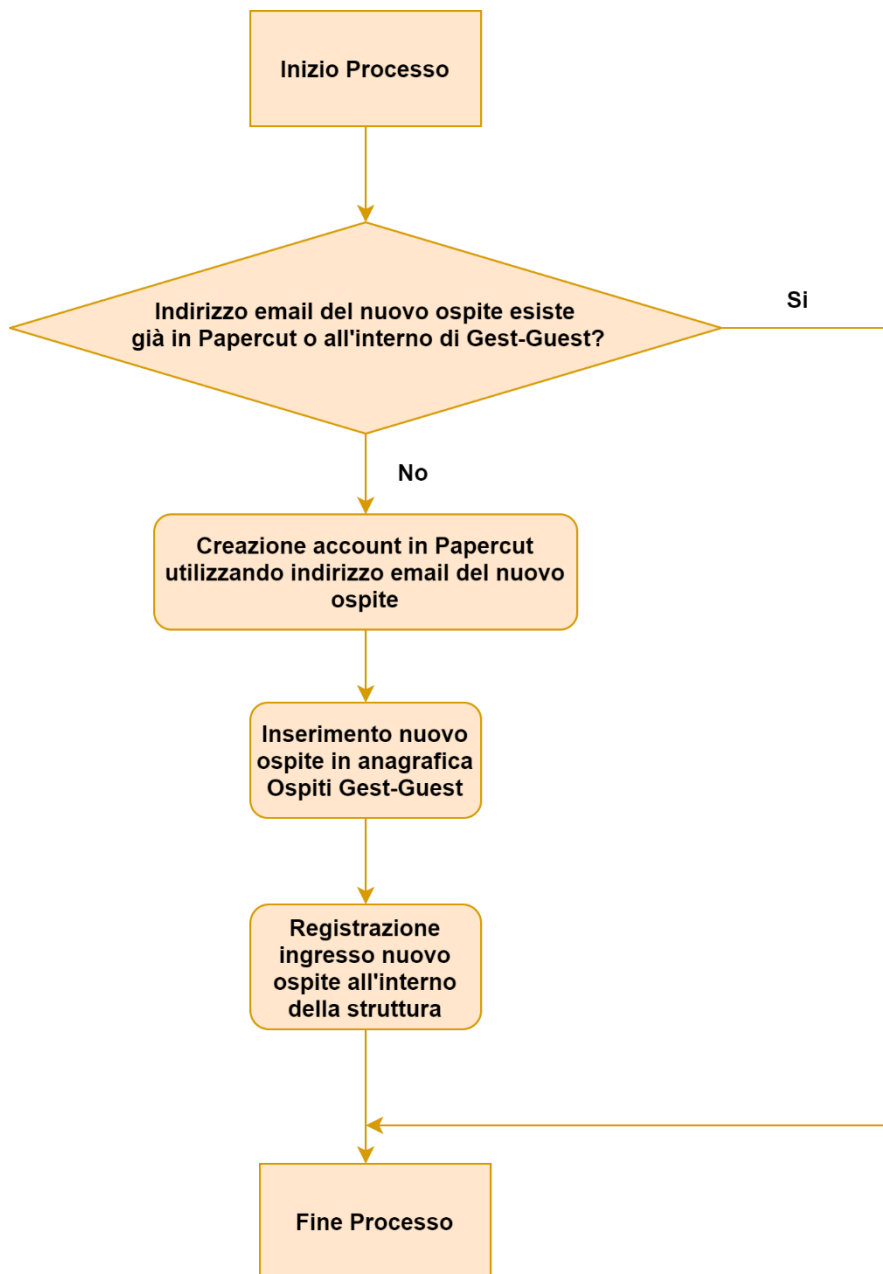 Inizio Processo
Indirizzo email del nuovo ospite esiste
già in Papercut o all'interno di Gest-Guest?
Si
No
Creazione account in Papercut
utilizzando indirizzo email del nuovo
ospite
Inserimento nuovo
ospite in anagrafica
Ospiti Gest-Guest
Registrazione
ingresso nuovo
ospite all'interno
della struttura
Fine Processo